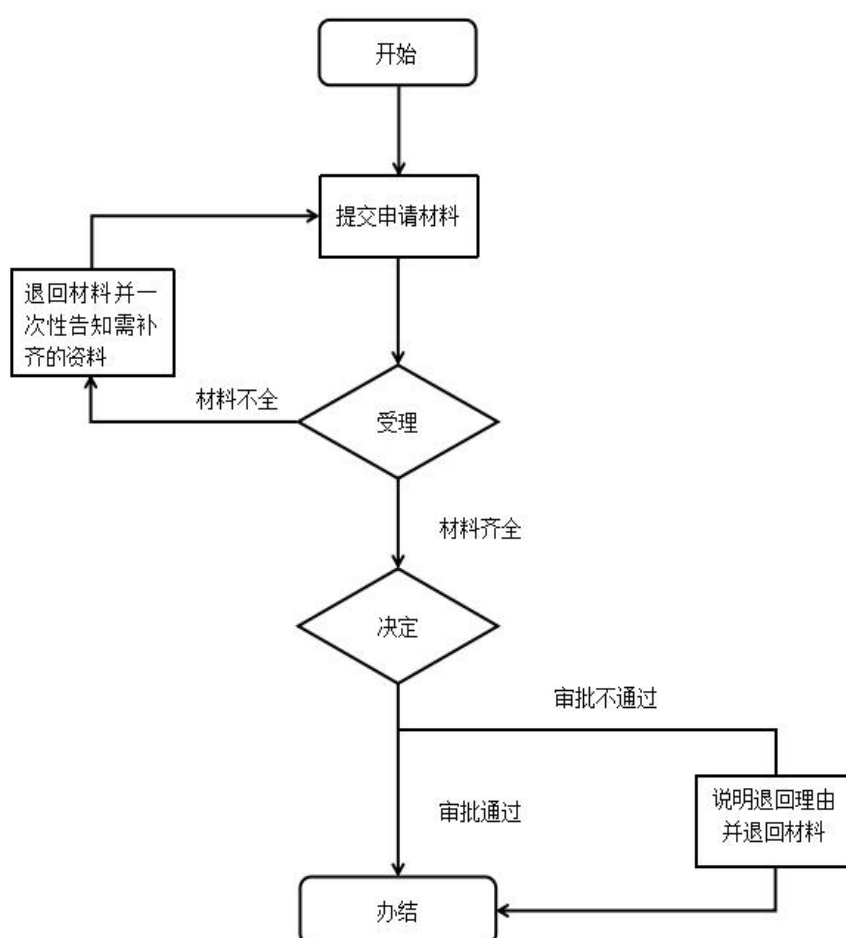 开始
提交申请材料
退回材料并一
次性告知需补
齐的资料
材料不全
受理
材料齐全
决定
审批不通过
审批通过
说明退回理由
并退回材料
办结